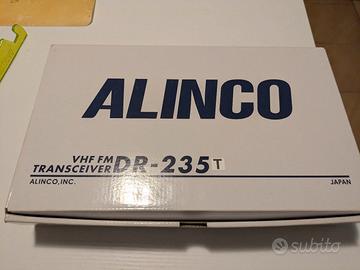 ALINCO
VHF FM
TRANSCEIVER DR-235T
ALINCO, INC.
JAPAN
subito